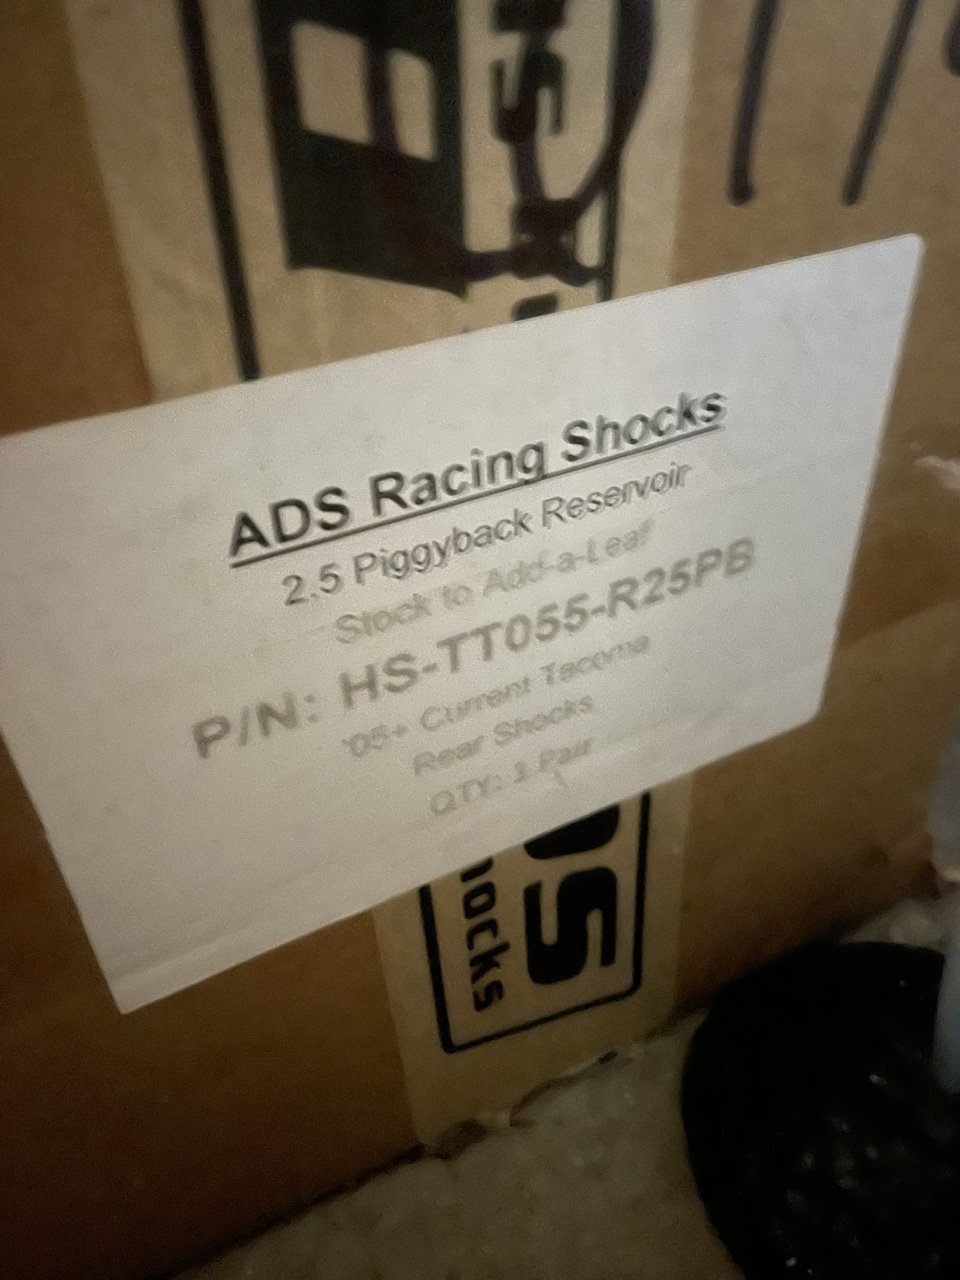 ADS Racing Shocks
2.5 Piggyback Reservoir
Stock to Add-a-Leaf
P/N: HS-TT055-R25PB
'05+ Current Tacoma
Rear Shocks
QTY: 1 Pair